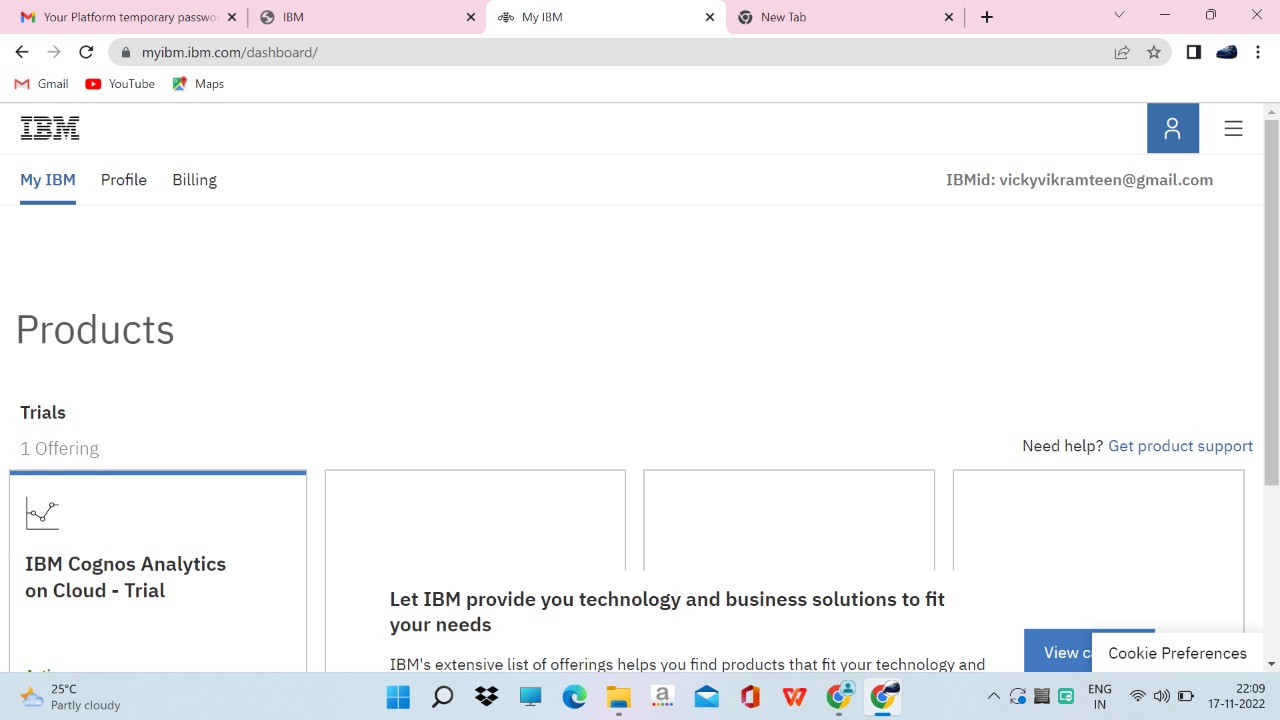 Your Platform temporary passwo
IBM
My IBM
New Tab
myibm.ibm.com/dashboard/
Gmail
YouTube
Maps
IBM
My IBM
Profile
Billing
IBMid: vickyvikramteen@gmail.com
Products
Trials
1 Offering
Need help? Get product support
IBM Cognos Analytics
on Cloud - Trial
Let IBM provide you technology and business solutions to fit
your needs
IBM's extensive list of offerings helps you find products that fit your technology and
View
Cookie Preferences
25°C
Partly cloudy
ENG
IN
22:09
17-11-2022